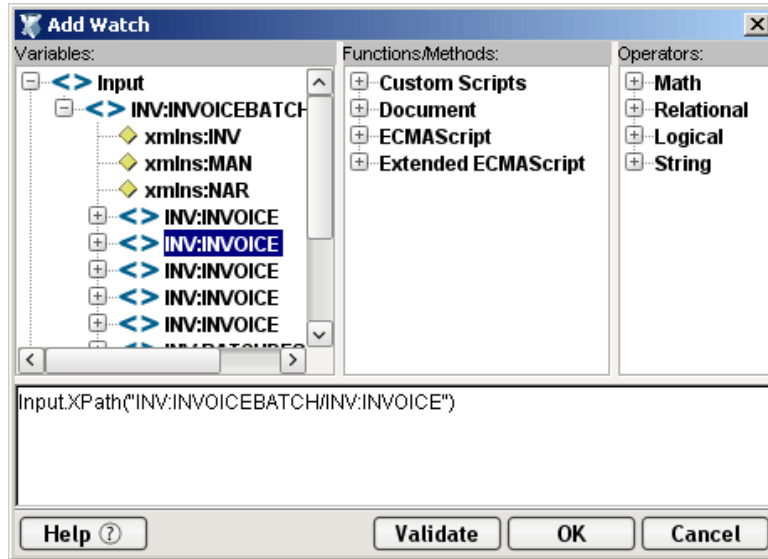 Add Watch
Variables:
Input
INV:INVOICEBATCH
xmlns:INV
xmlns:MAN
xmlns:NAR
INV:INVOICE
INV:INVOICE
INV:INVOICE
INV:INVOICE
INV:INVOICE
Functions/Methods:
Custom Scripts
Document
ECMAScript
Extended ECMAScript
Operators:
Math
Relational
Logical
String
Input.XPath("INV:INVOICEBATCH/INV:INVOICE")
Help ?
Validate
OK
Cancel